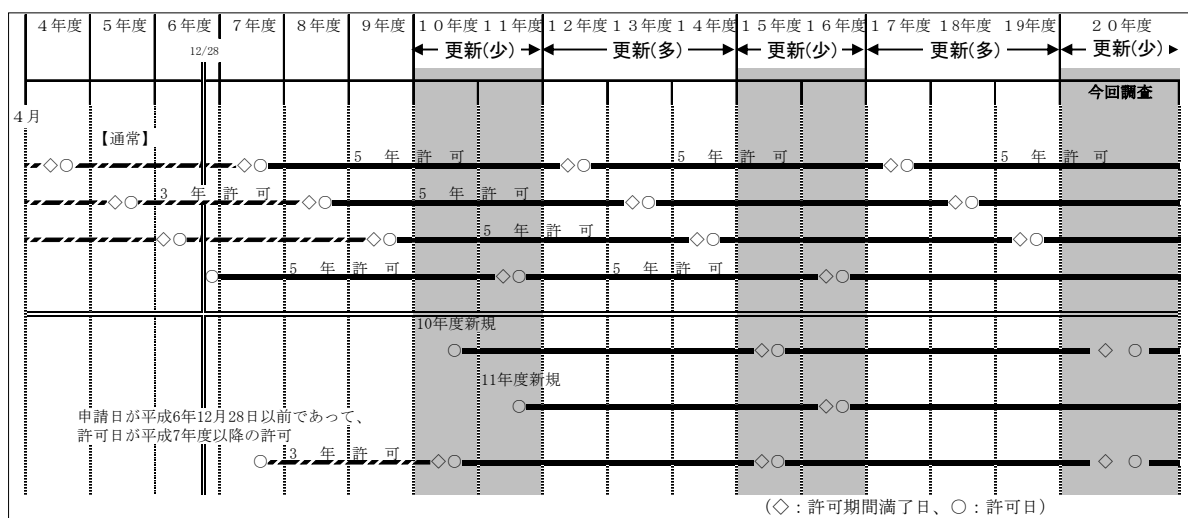 ４年度 ５年度 ６年度 ７年度 ８年度 ９年度 １０年度 １１年度 １２年度 １３年度 １４年度 １５年度 １６年度 １７年度 18年度 19年度 ２０年度
12/28 更新(少) 更新(多) 更新(少) 更新(多) 更新(少)
今回調査
４月
【通常】
５年許可 ５年許可 ５年許可
３年許可 ５年許可
５年許可
５年許可 ５年許可
10年度新規
11年度新規
申請日が平成6年12月28日以前であって、
許可日が平成７年度以降の許可
３年許可
（◇：許可期間満了日、○：許可日）